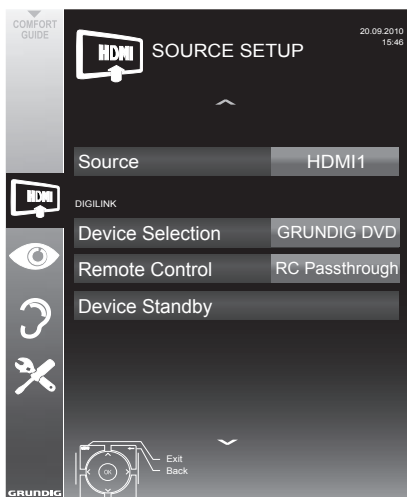 COMFORT
GUIDE
HDMI
SOURCE SETUP
20.09.2010
15:46
Source
HDMI1
HDMI
DIGILINK
Device Selection
GRUNDIG DVD
Remote Control
RC Passthrough
Device Standby
Exit
Back
OK
GRUNDIG